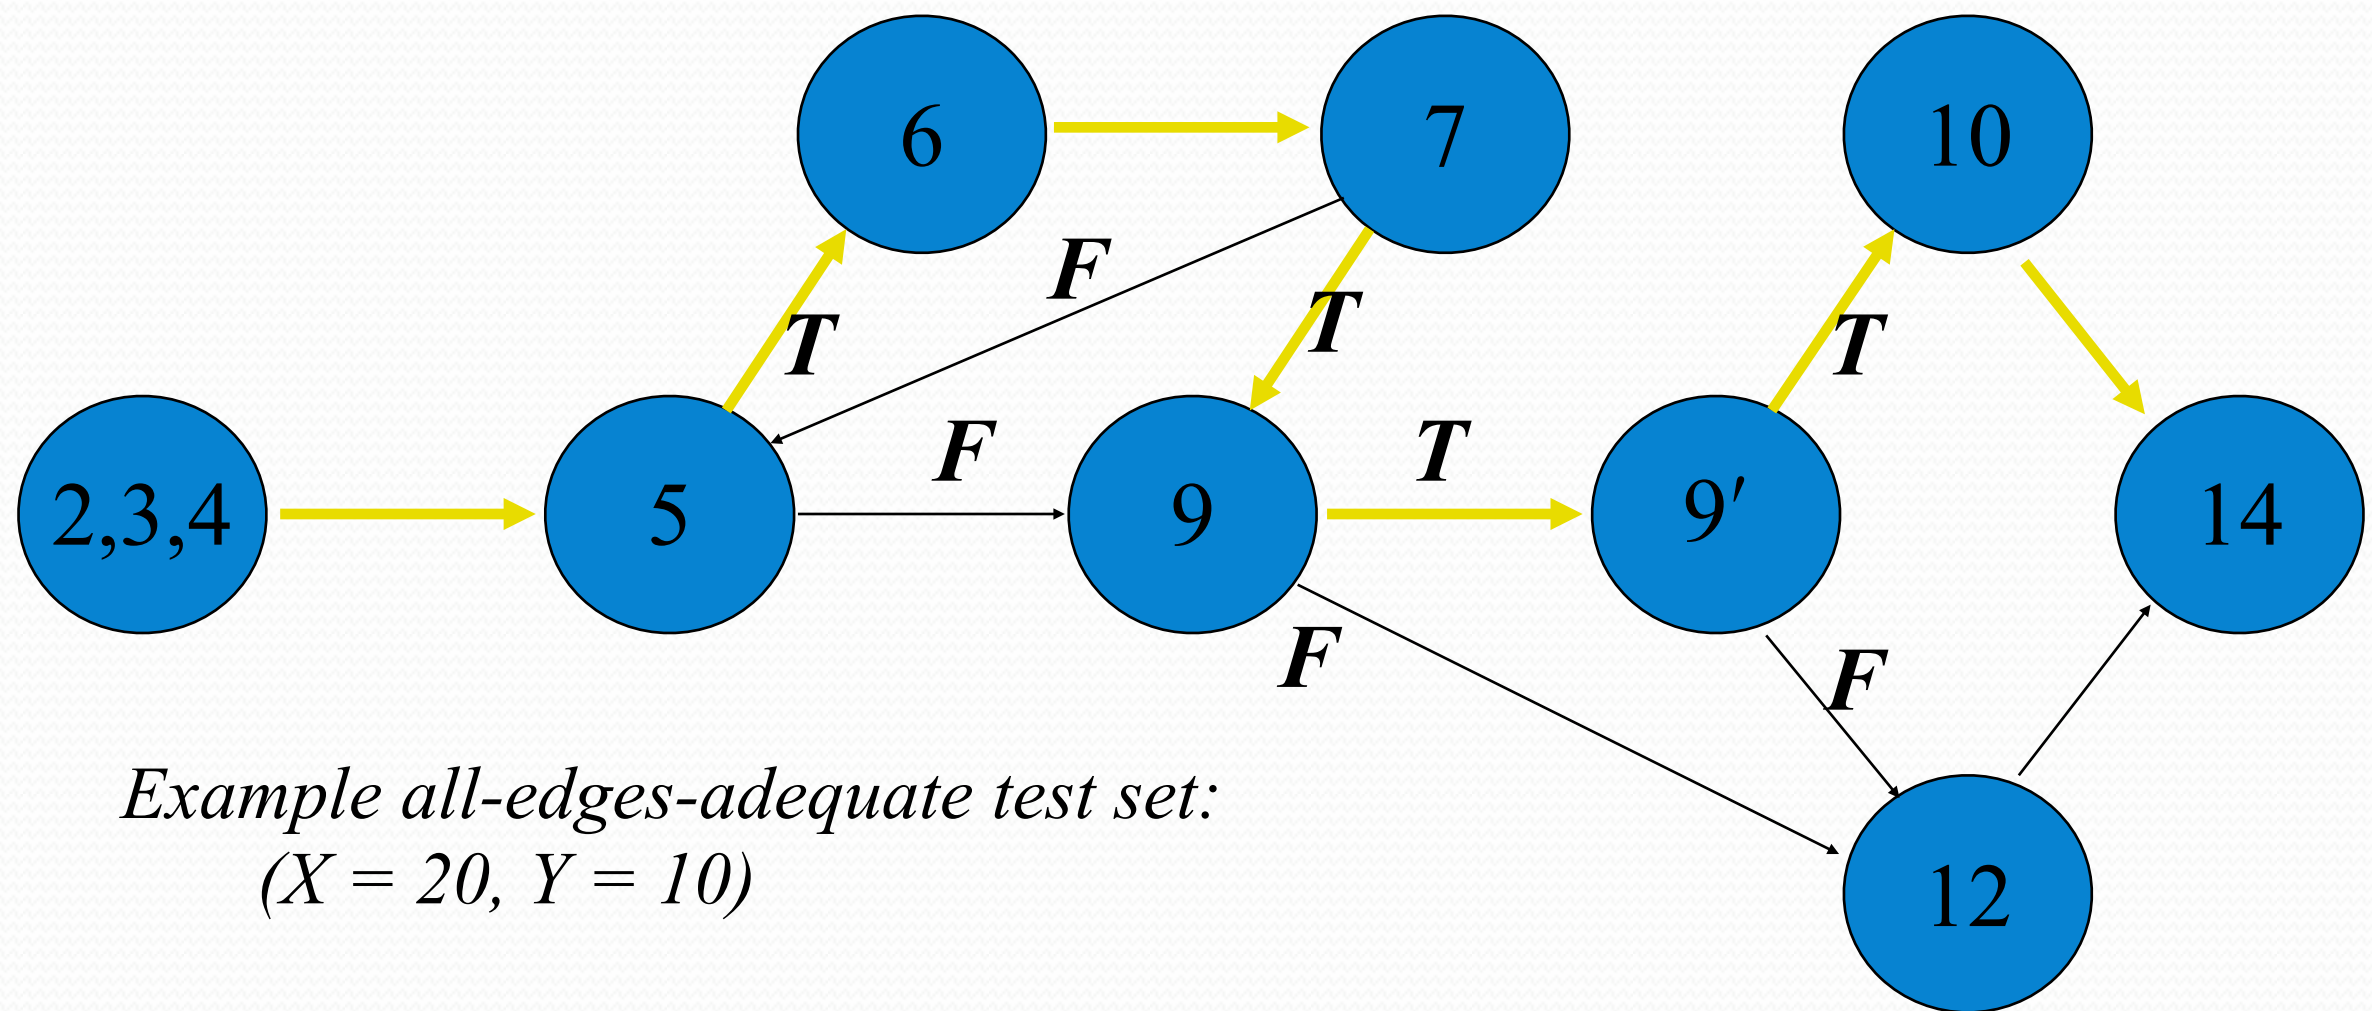 6
7
10
F
T
T
T
F
T
2,3,4
5
9
9′
14
F
F
Example all-edges-adequate test set:
(X = 20, Y = 10)
12